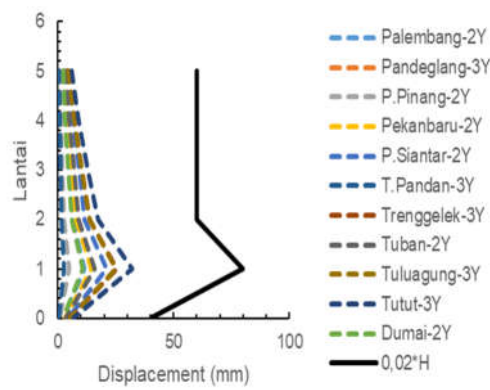 6
5
4
3
2
1
0
Lantai
0 50 100
Displacement (mm)
Palembang-2Y
Pandeglang-3Y
P.Pinang-2Y
Pekanbaru-2Y
P.Siantar-2Y
T.Pandan-3Y
Trenggelek-3Y
Tuban-2Y
Tuluagung-3Y
Tutut-3Y
Dumai-2Y
0,02*H